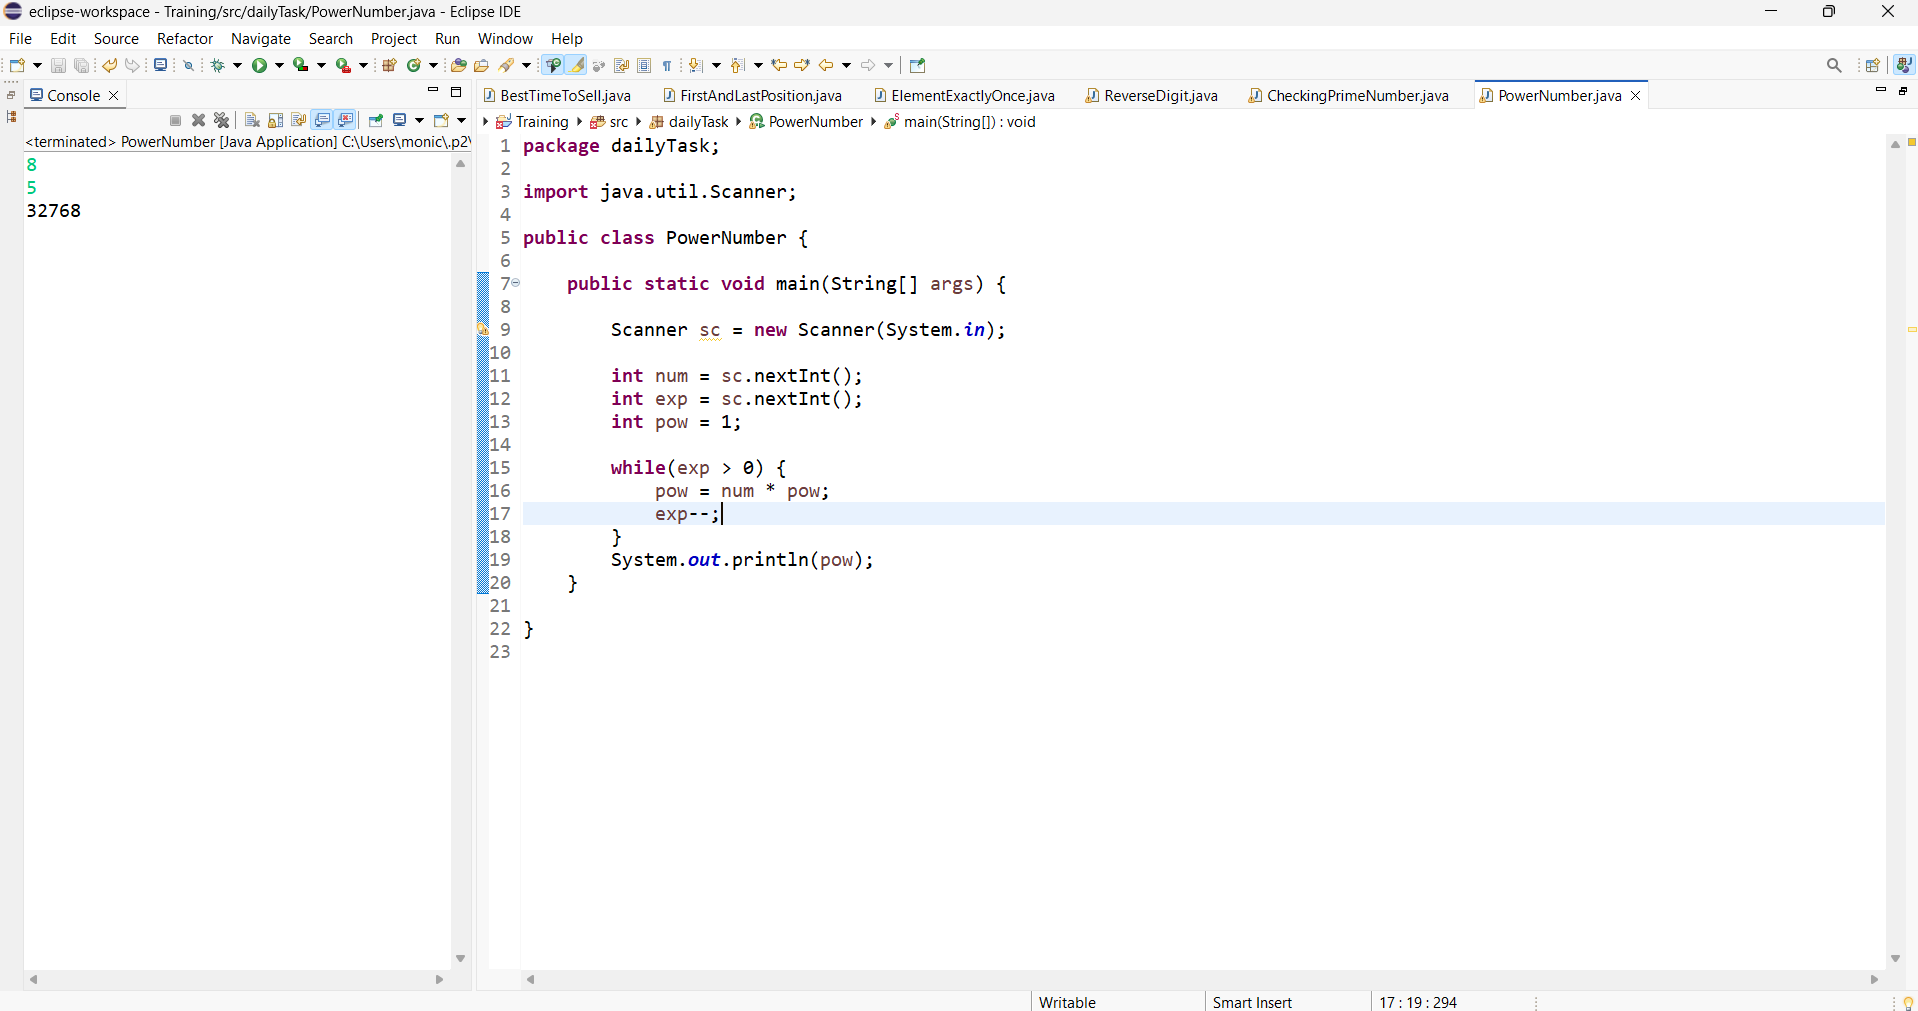 eclipse-workspace - Training/src/dailyTask/PowerNumber.java - Eclipse IDE
File Edit Source Refactor Navigate Search Project Run Window Help
Console
<terminated> PowerNumber [Java Application] C:\Users\monic\.p2\
8
5
32768
BestTimeToSell.java FirstAndLastPosition.java ElementExactlyOnce.java ReverseDigit.java CheckingPrimeNumber.java PowerNumber.java
Training src dailyTask PowerNumber main(String[]) : void
1 package dailyTask;
2
3 import java.util.Scanner;
4
5 public class PowerNumber {
6
7 public static void main(String[] args) {
8
9 Scanner sc = new Scanner(System.in);
10
11 int num = sc.nextInt();
12 int exp = sc.nextInt();
13 int pow = 1;
14
15 while(exp > 0) {
16 pow = num * pow;
17 exp--;
18 }
19 System.out.println(pow);
20 }
21
22 }
23
Writable Smart Insert 17 : 19 : 294